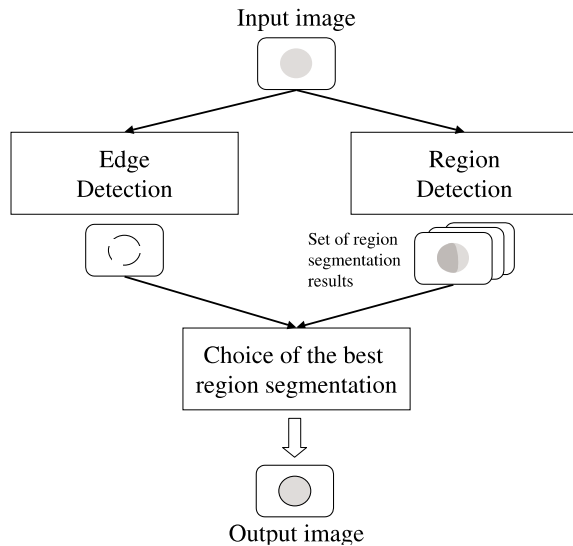 Input image
Edge
Detection
Region
Detection
Set of region
segmentation
results
Choice of the best
region segmentation
Output image